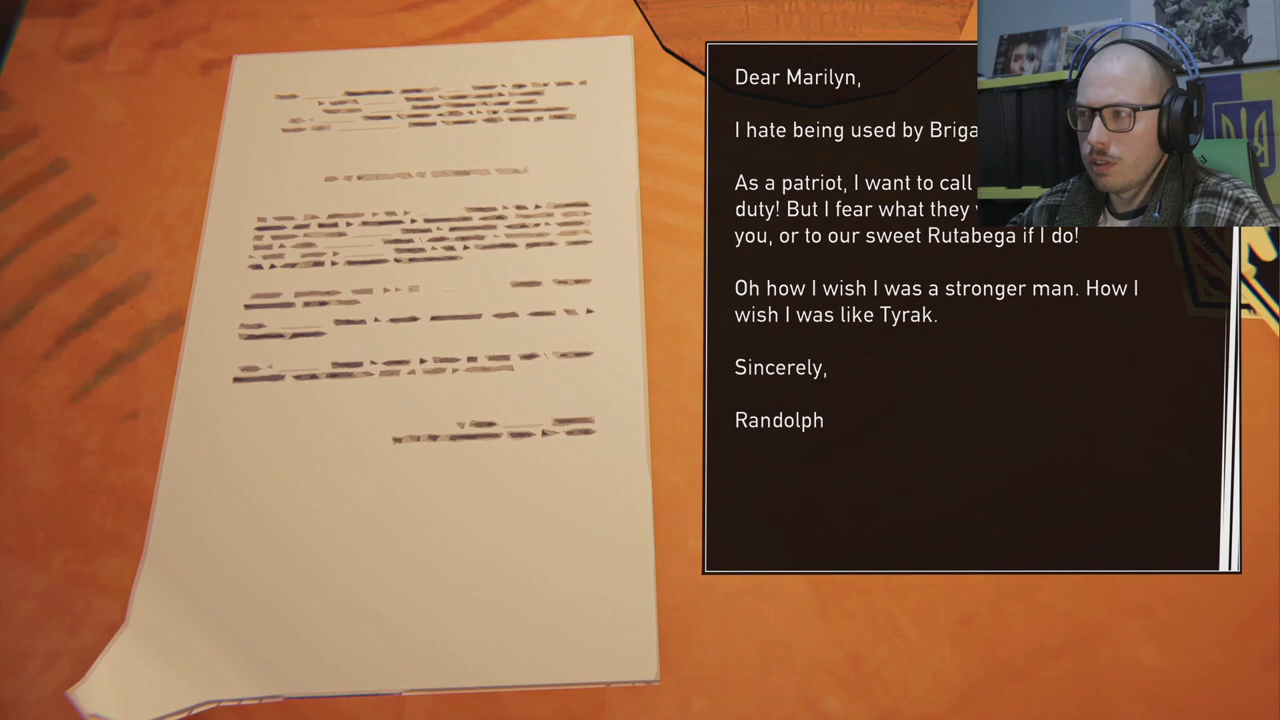 Dear Marilyn,
I hate being used by
As a patriot, I want to call
duty! But I fear what they
you, or to our sweet Rutabega if I do!
Oh how I wish I was a stronger man. How I
wish I was like Tyrak.
Sincerely,
Randolph